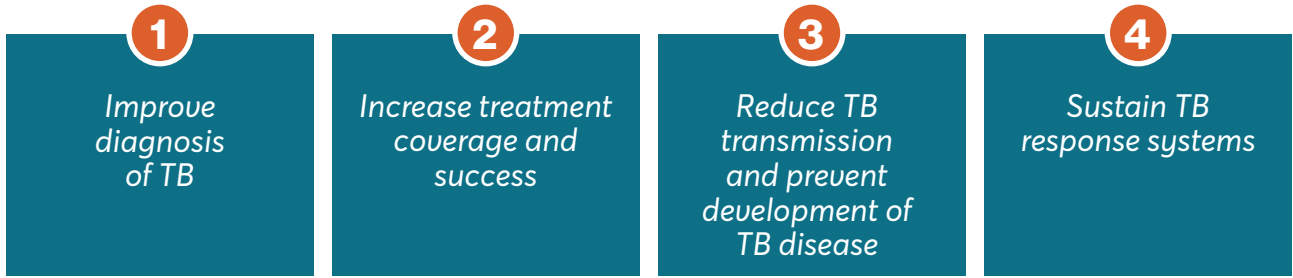 1
Improve
diagnosis
of TB
2
Increase treatment
coverage and
success
3
Reduce TB
transmission
and prevent
development of
TB disease
4
Sustain TB
response systems